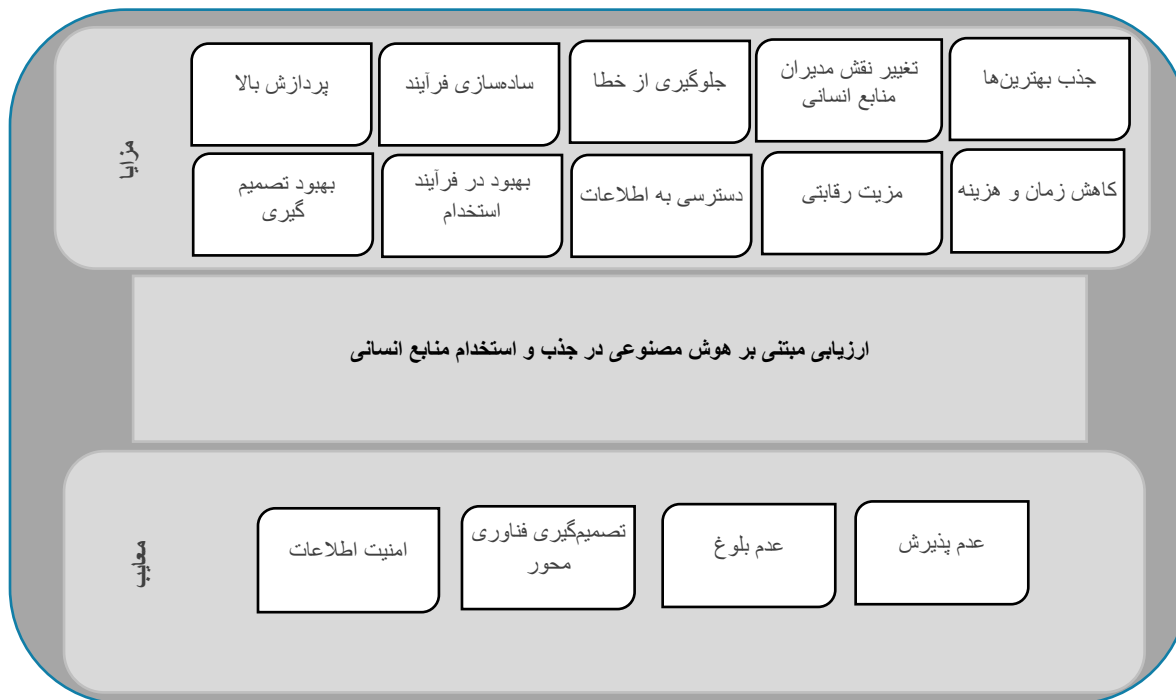 مزایا
جذب بهترین‌ها
تغییر نقش مدیران
منابع انسانی
جلوگیری از خطا
ساده‌سازی فرآیند
پردازش بالا
کاهش زمان و هزینه
مزیت رقابتی
دسترسی به اطلاعات
بهبود در فرآیند
استخدام
بهبود تصمیم
گیری
ارزیابی مبتنی بر هوش مصنوعی در جذب و استخدام منابع انسانی
معایب
عدم پذیرش
عدم بلوغ
تصمیم‌گیری فناوری
محور
امنیت اطلاعات